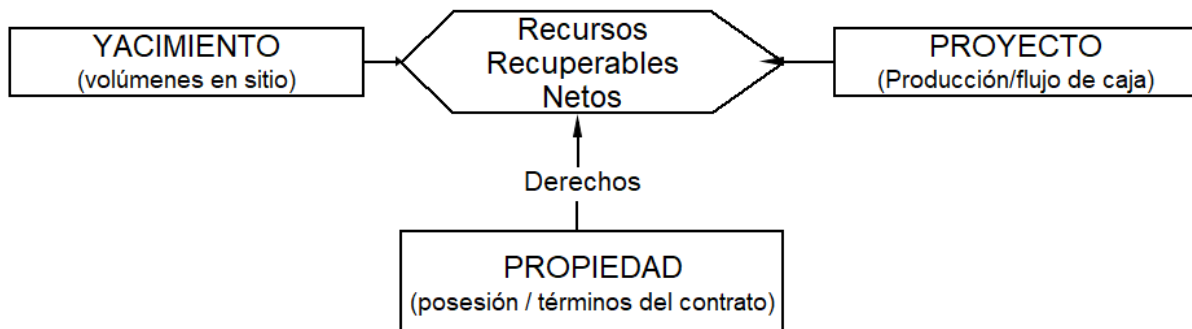 YACIMIENTO
(volúmenes en sitio)
Recursos
Recuperables
Netos
PROYECTO
(Producción/flujo de caja)
Derechos
PROPIEDAD
(posesión / términos del contrato)